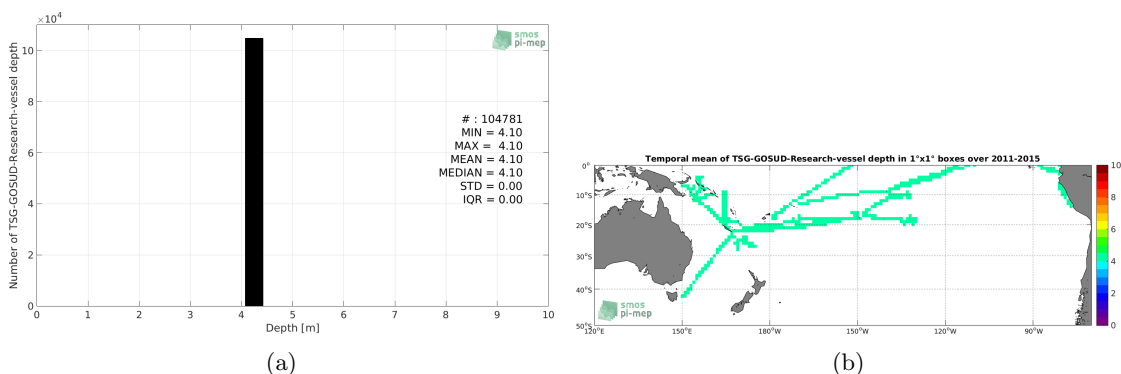 ×10⁴
10
8
6
4
2
0
Number of TSG-GOSUD-Research-vessel depth
smos
pi-mep
# : 104781
MIN = 4.10
MAX = 4.10
MEAN = 4.10
MEDIAN = 4.10
STD = 0.00
IQR = 0.00
0 1 2 3 4 5 6 7 8 9 10
Depth [m]
(a)
Temporal mean of TSG-GOSUD-Research-vessel depth in 1°x1° boxes over 2011-2015
0°
10°S
20°S
30°S
40°S
50°S
smos
pi-mep
120°E 150°E 180°W 150°W 120°W 90°W
10
8
6
4
2
0
(b)